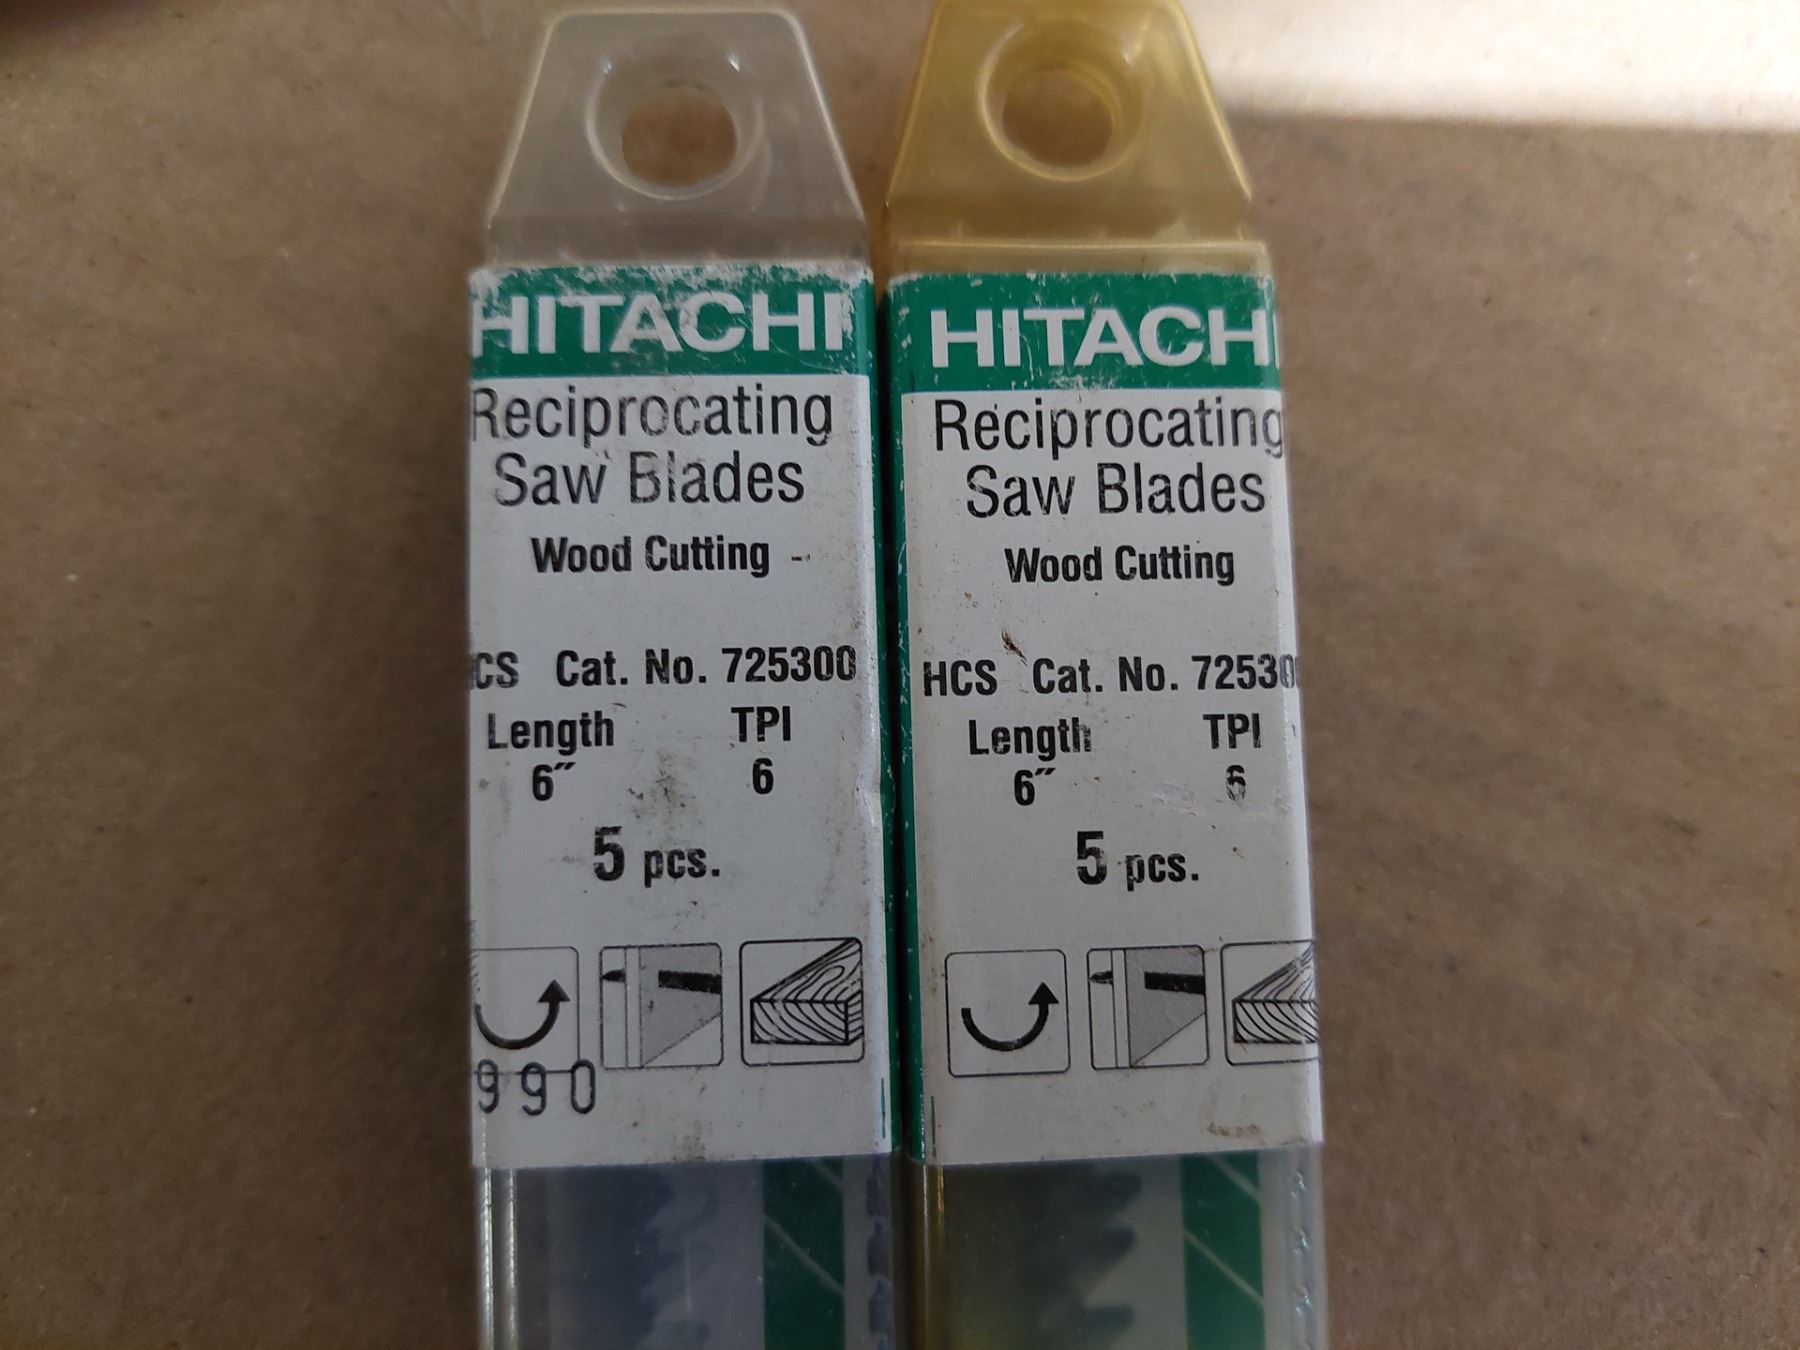 HITACHI
Reciprocating
Saw Blades
Wood Cutting
CS Cat. No. 725300
Length TPI
6″ 6
5 pcs.
990
HITACHI
Reciprocating
Saw Blades
Wood Cutting
HCS Cat. No. 72530
Length TPI
6″ 6
5 pcs.